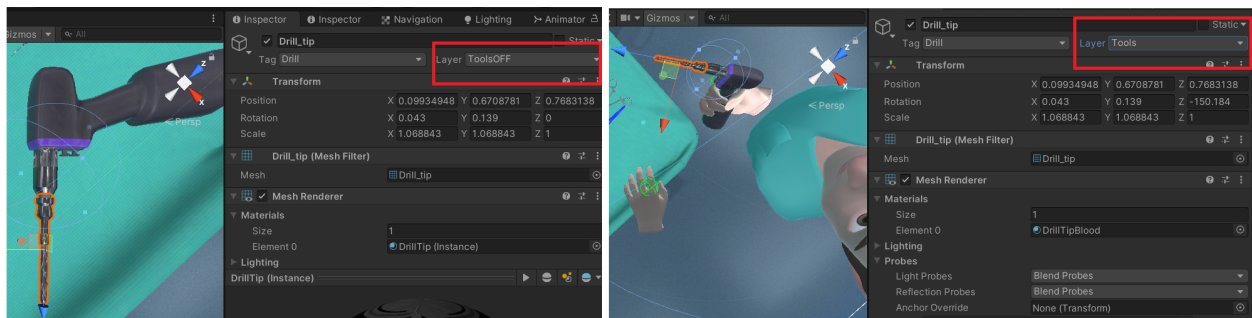 Gizmos All
Inspector Inspector Navigation Lighting Animator
Drill_tip Static
Tag Drill Layer ToolsOFF
Transform
Position X 0.09934948 Y 0.6708781 Z 0.7683138
Rotation X 0.043 Y 0.139 Z 0
Scale X 1.068843 Y 1.068843 Z 1
Drill_tip (Mesh Filter)
Mesh Drill_tip
Mesh Renderer
Materials
Size 1
Element 0 DrillTip (Instance)
Lighting
DrillTip (Instance)
z
x
Persp
Gizmos All
z
x
Persp
Drill_tip Static
Tag Drill Layer Tools
Transform
Position X 0.09934948 Y 0.6708781 Z 0.7683138
Rotation X 0.043 Y 0.139 Z -150.184
Scale X 1.068843 Y 1.068843 Z 1
Drill_tip (Mesh Filter)
Mesh Drill_tip
Mesh Renderer
Materials
Size 1
Element 0 DrillTipBlood
Lighting
Probes
Light Probes Blend Probes
Reflection Probes Blend Probes
Anchor Override None (Transform)